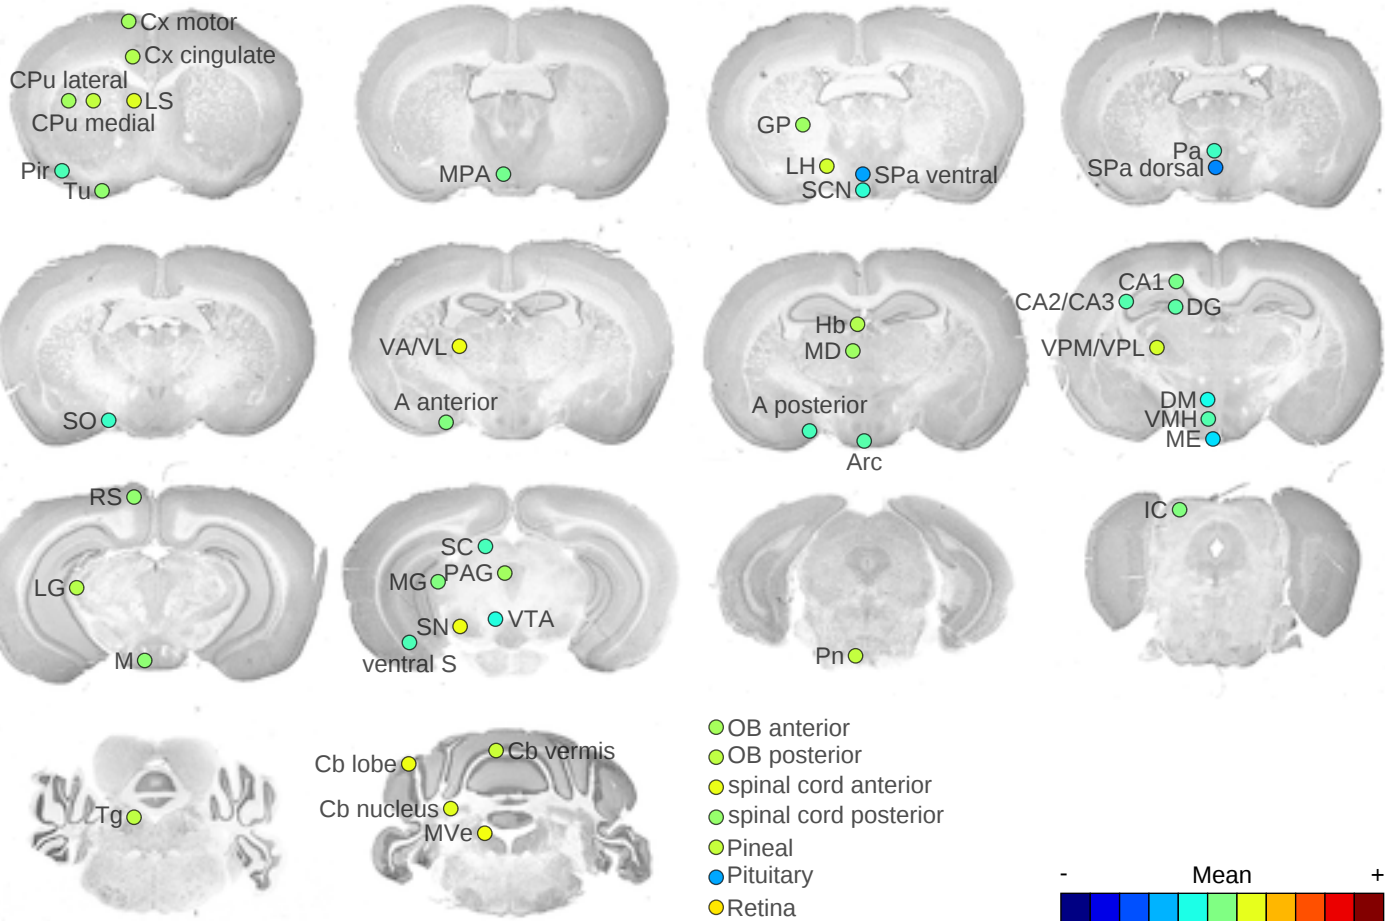 Cx motor
Cx cingulate
CPu lateral
LS
CPu medial
Pir
Tu
MPA
GP
LH
SPa ventral
SCN
Pa
SPa dorsal
SO
VA/VL
A anterior
Hb
MD
A posterior
Arc
CA1
CA2/CA3
DG
VPM/VPL
DM
VMH
ME
RS
LG
M
SC
MG
PAG
SN
VTA
ventral S
Pn
IC
Tg
Cb lobe
Cb vermis
Cb nucleus
MVe
OB anterior
OB posterior
spinal cord anterior
spinal cord posterior
Pineal
Pituitary
Retina
- Mean +